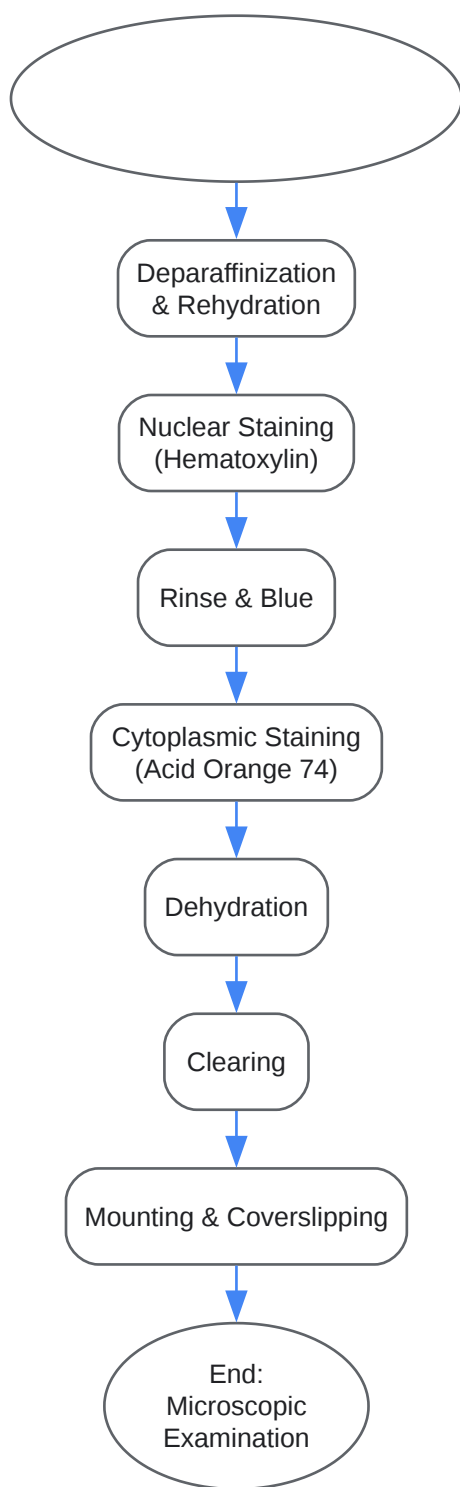 Deparaffinization
& Rehydration
Nuclear Staining
(Hematoxylin)
Rinse & Blue
Cytoplasmic Staining
(Acid Orange 74)
Dehydration
Clearing
Mounting & Coverslipping
End:
Microscopic
Examination